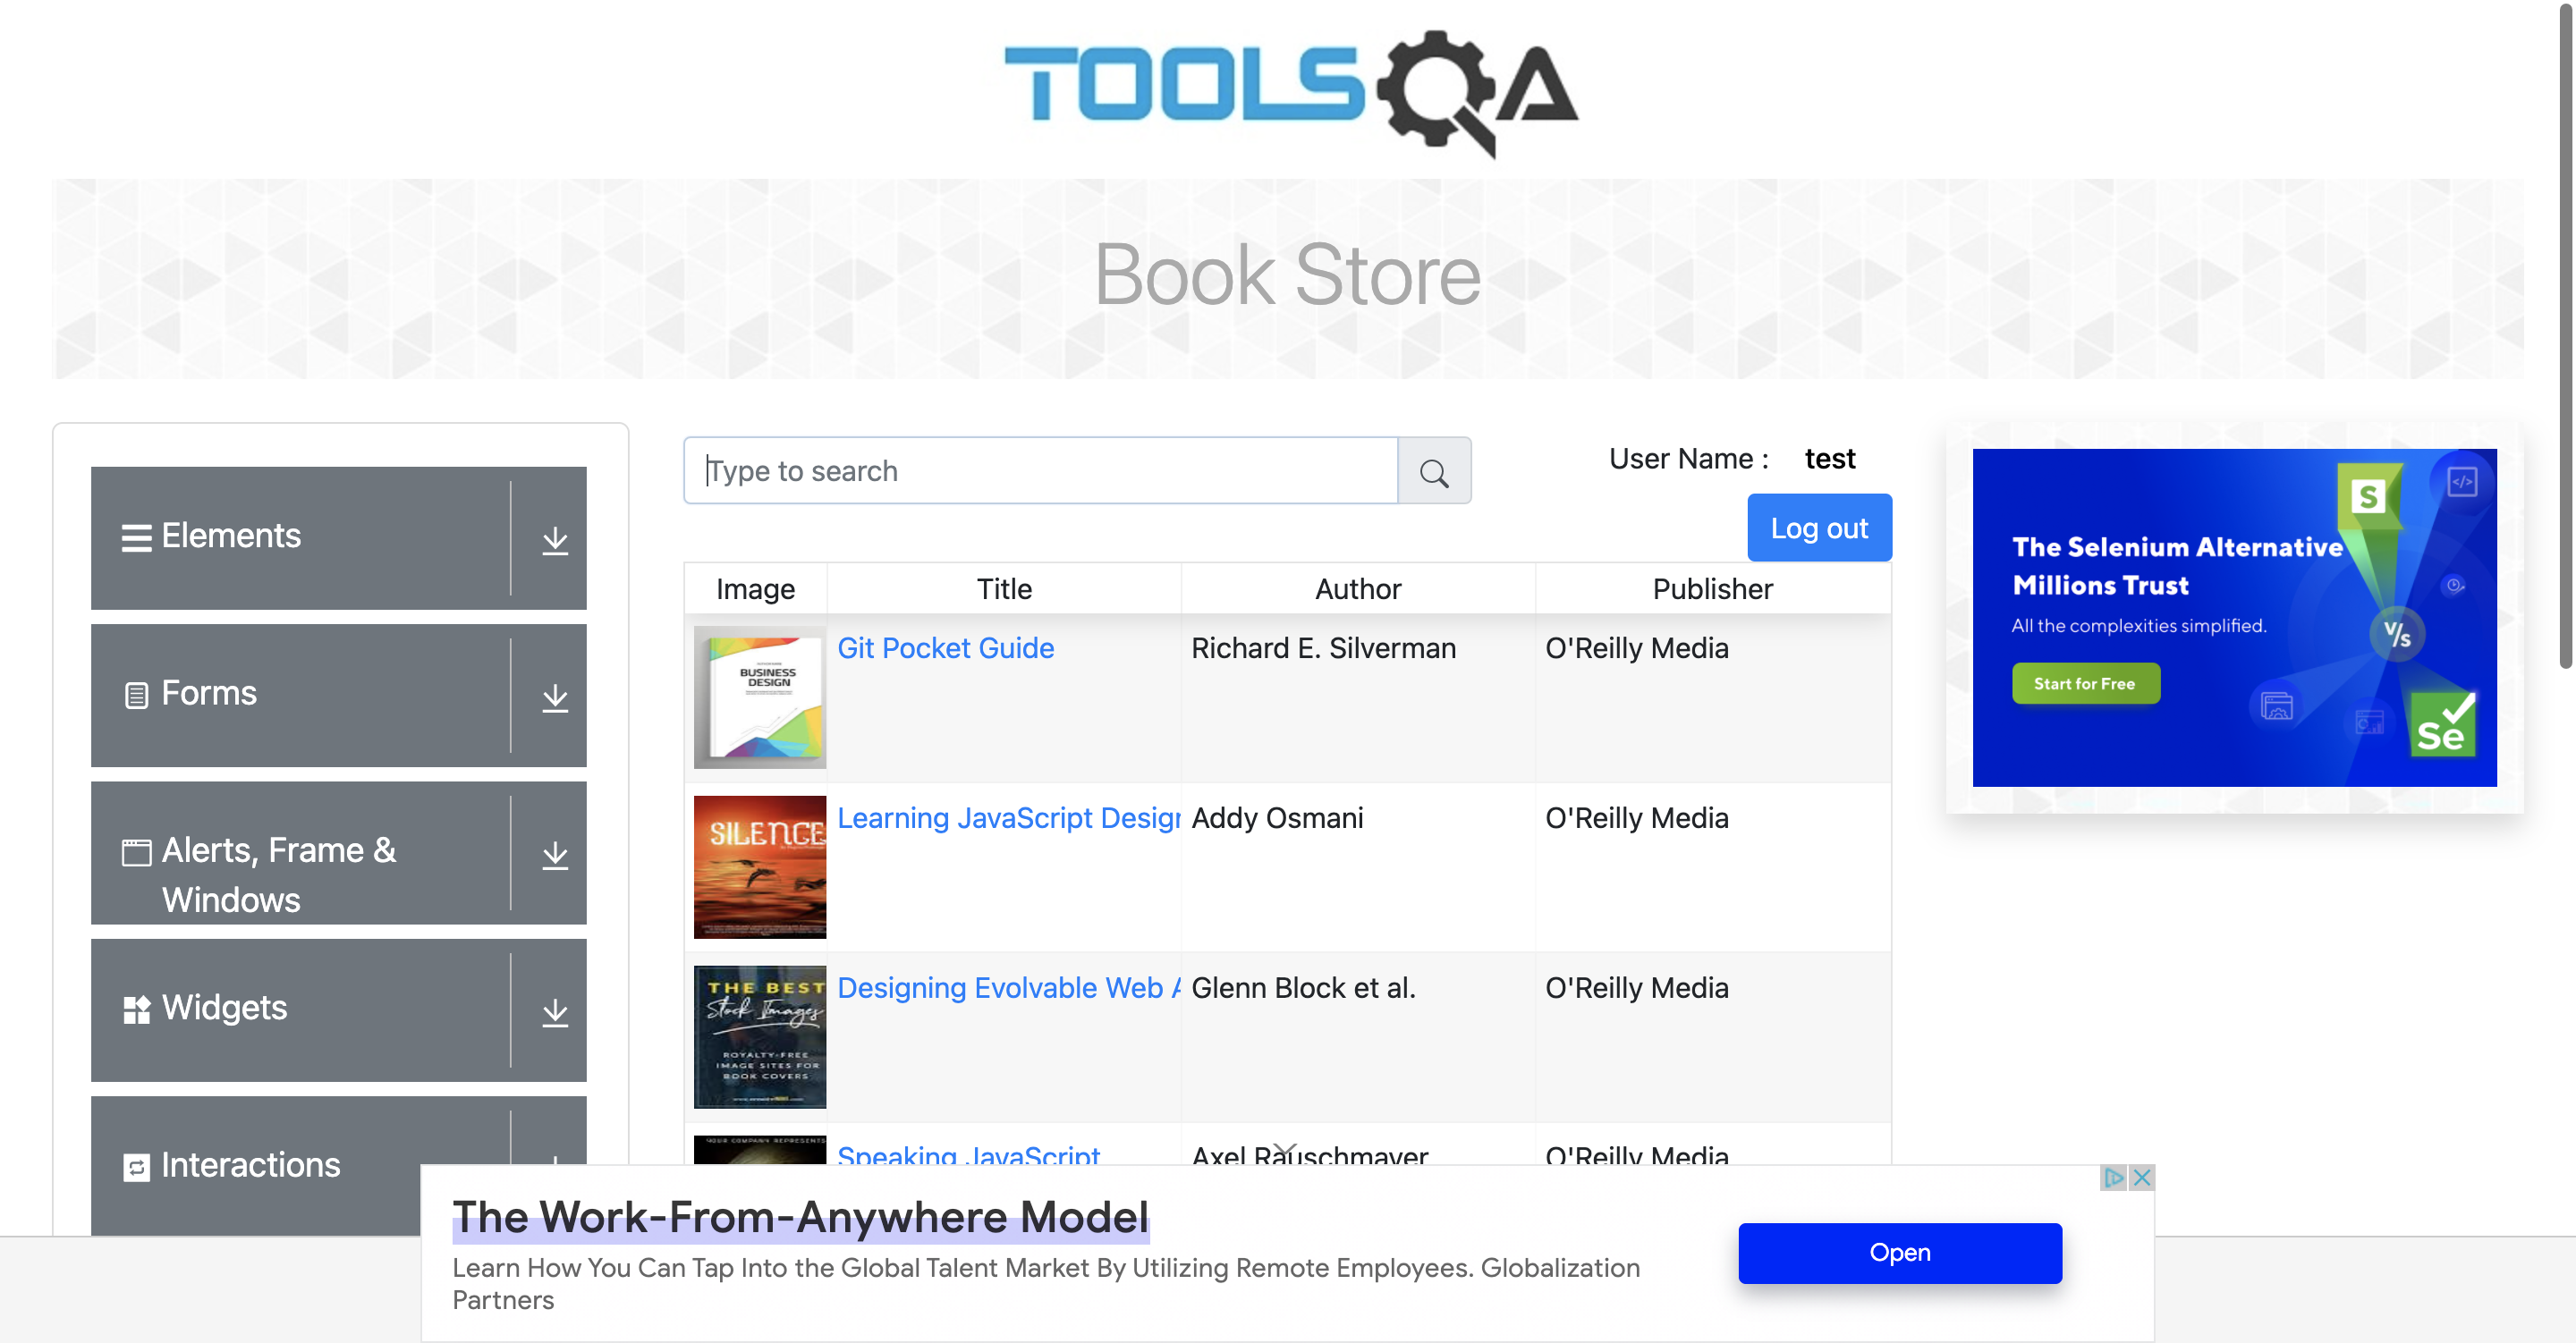 TOOLSQA
Book Store
Elements
Forms
Alerts, Frame &
Windows
Widgets
Interactions
Type to search
User Name : test
Log out
Image Title Author Publisher
BUSINESS
DESIGN
Git Pocket Guide Richard E. Silverman O'Reilly Media
SILENCE
Learning JavaScript Addy Osmani O'Reilly Media
THE BEST
Stock Images
ROYALTY-FREE
IMAGE SITES FOR
BOOK COVERS
Designing Evolvable Web Glenn Block et al. O'Reilly Media
YOUR COMPANY REPRESENTS
Speaking JavaScript Axel Rauschmayer O'Reilly Media
S
</>
The Selenium Alternative
Millions Trust
All the complexities simplified.
V/s
Start for Free
Se
The Work-From-Anywhere Model
Learn How You Can Tap Into the Global Talent Market By Utilizing Remote Employees. Globalization
Partners
Open